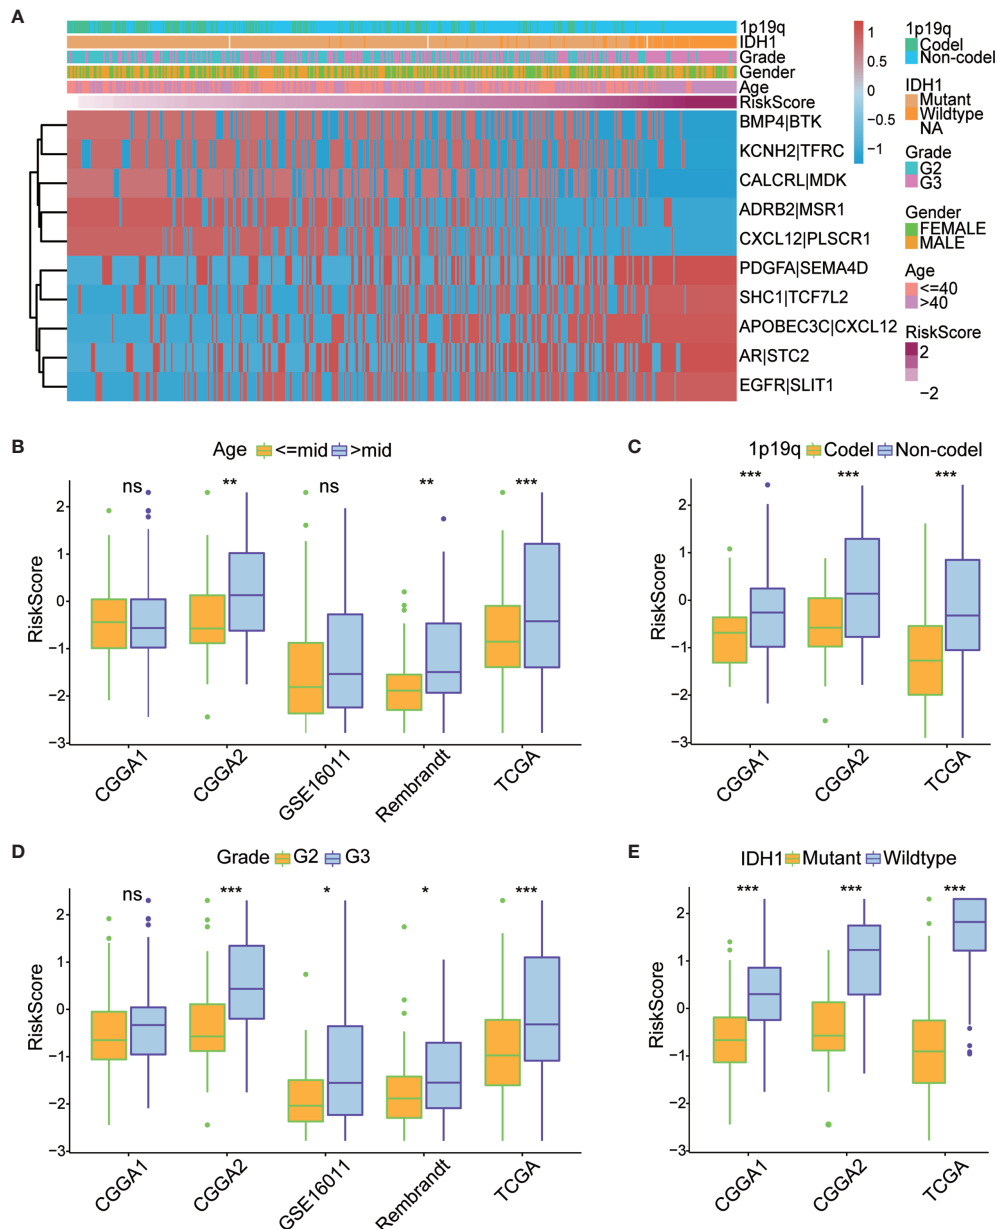 A
1p19q
IDH1
Grade
Gender
Age
RiskScore
BMP4|BTK
KCNH2|TFRC
CALCRL|MDK
ADRB2|MSR1
CXCL12|PLSCR1
PDGFA|SEMA4D
SHC1|TCF7L2
APOBEC3C|CXCL12
AR|STC2
EGFR|SLIT1
1
0.5
0
−0.5
−1
1p19q
Codel
Non-codel
IDH1
Mutant
Wildtype
NA
Grade
G2
G3
Gender
FEMALE
MALE
Age
<=40
>40
RiskScore
2
−2
B
Age <=mid >mid
ns ** ns ** ***
RiskScore
2
1
0
−1
−2
−3
CGGA1
CGGA2
GSE16011
Rembrandt
TCGA
C
1p19q Codel Non-codel
*** *** ***
RiskScore
2
1
0
−1
−2
−3
CGGA1
CGGA2
TCGA
D
Grade G2 G3
ns *** * * ***
RiskScore
2
1
0
−1
−2
−3
CGGA1
CGGA2
GSE16011
Rembrandt
TCGA
E
IDH1 Mutant Wildtype
*** *** ***
RiskScore
2
1
0
−1
−2
−3
CGGA1
CGGA2
TCGA